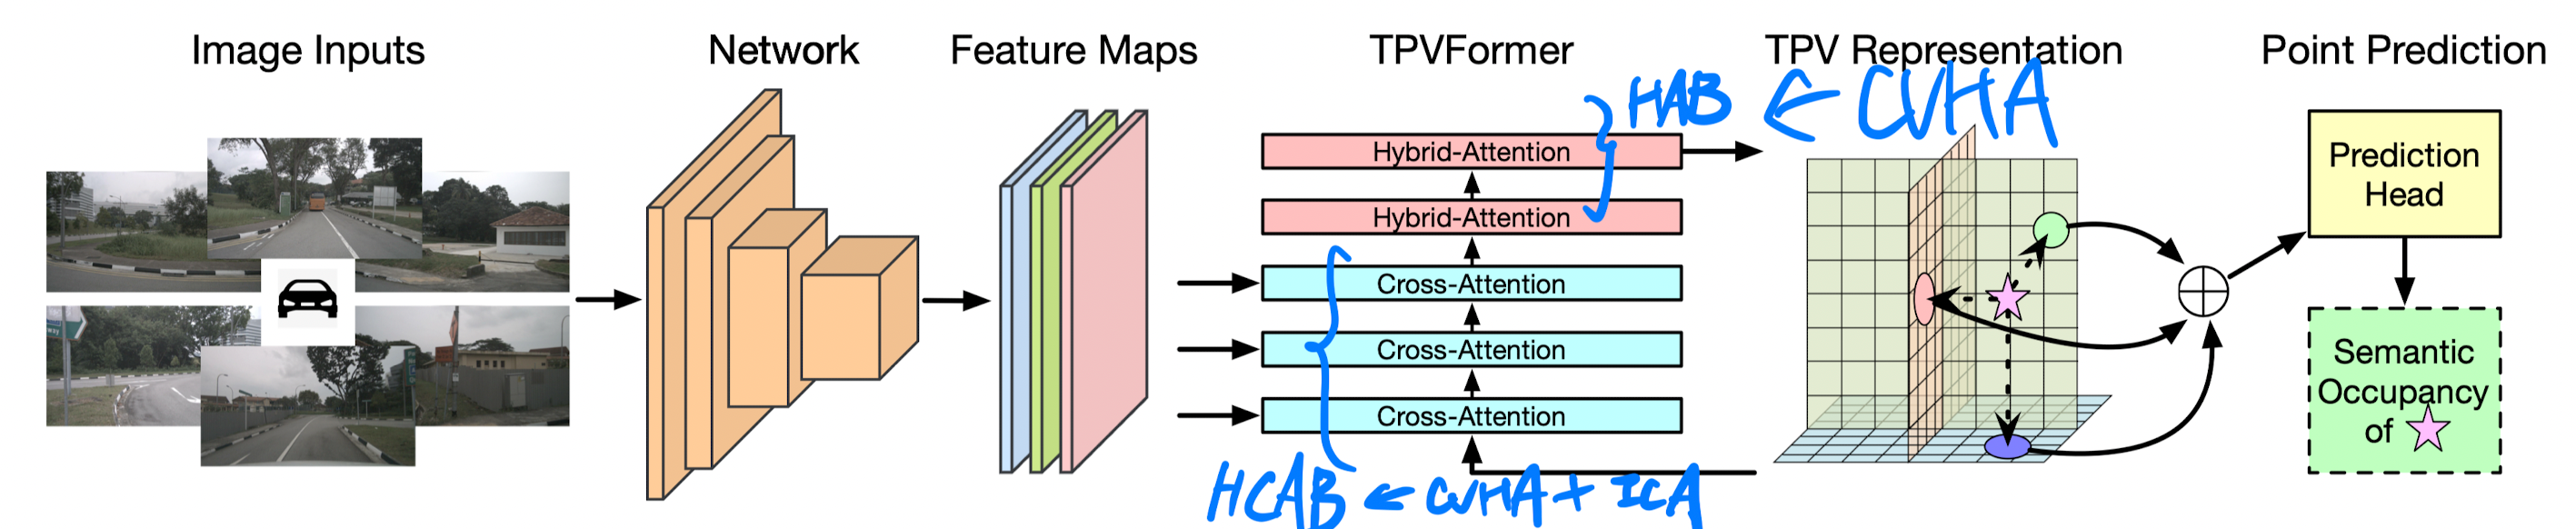 Image Inputs
Network
Feature Maps
TPVFormer
TPV Representation
Point Prediction
HAB ← CVHA
Hybrid-Attention
Hybrid-Attention
Cross-Attention
Cross-Attention
Cross-Attention
HCAB ← CVHA + ICA
Prediction
Head
Semantic
Occupancy
of